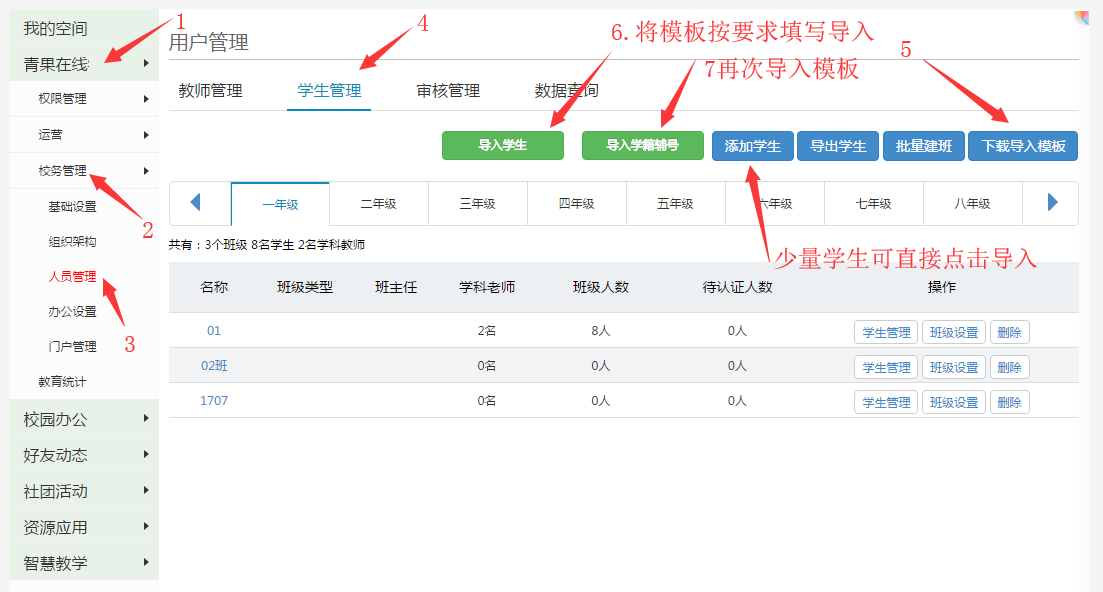 我的空间
青果在线
权限管理
运营
校务管理
基础设置
组织架构
人员管理
办公设置
门户管理
教育统计
校园办公
好友动态
社团活动
资源应用
智慧教学
1
2
3
用户管理
4
6.将模板按要求填写导入
7再次导入模板
5
教师管理 学生管理 审核管理 数据查询
导入学生 导入学籍辅号 添加学生 导出学生 批量建班 下载导入模板
一年级 二年级 三年级 四年级 五年级 六年级 七年级 八年级
共有：3个班级 8名学生 2名学科教师
少量学生可直接点击导入
名称 班级类型 班主任 学科老师 班级人数 待认证人数 操作
01 2名 8人 0人 学生管理 班级设置 删除
02班 0名 0人 0人 学生管理 班级设置 删除
1707 0名 0人 0人 学生管理 班级设置 删除